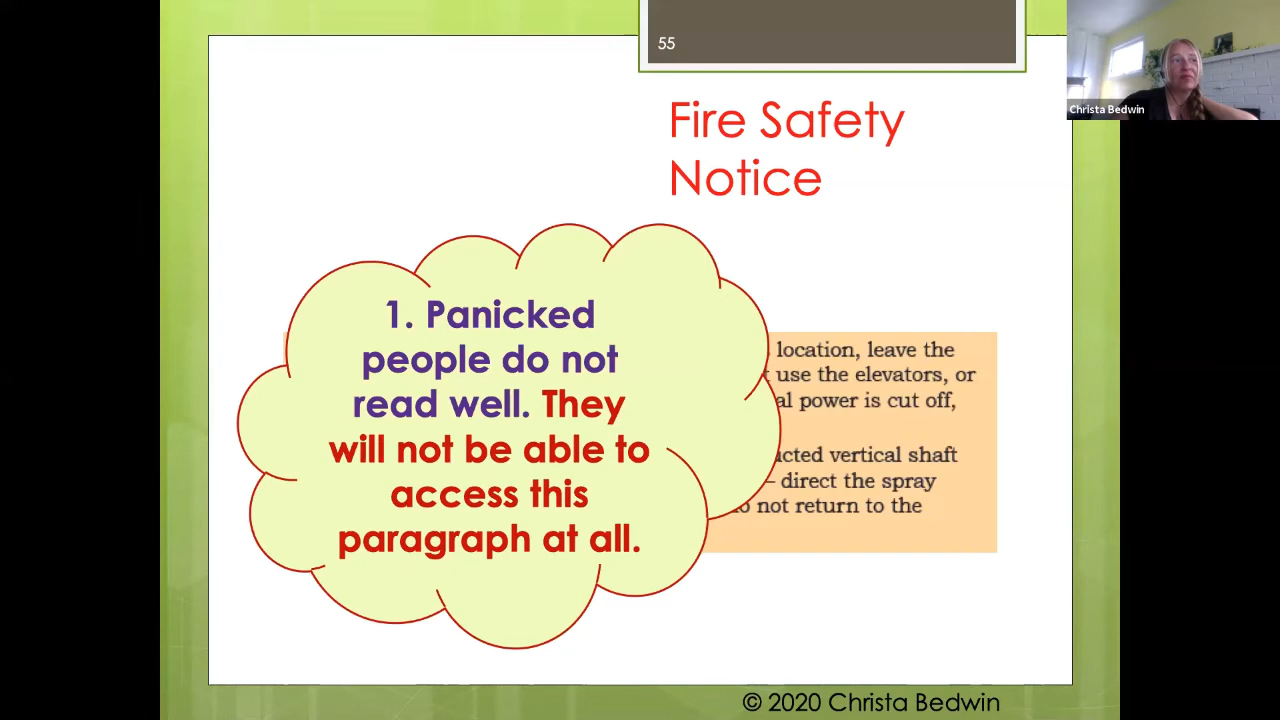 55
Christa Bedwin
Fire Safety
Notice
1. Panicked
people do not
read well. They
will not be able to
access this
paragraph at all.
location, leave the
use the elevators, or
power is cut off,
vertical shaft
– direct the spray
not return to the
© 2020 Christa Bedwin